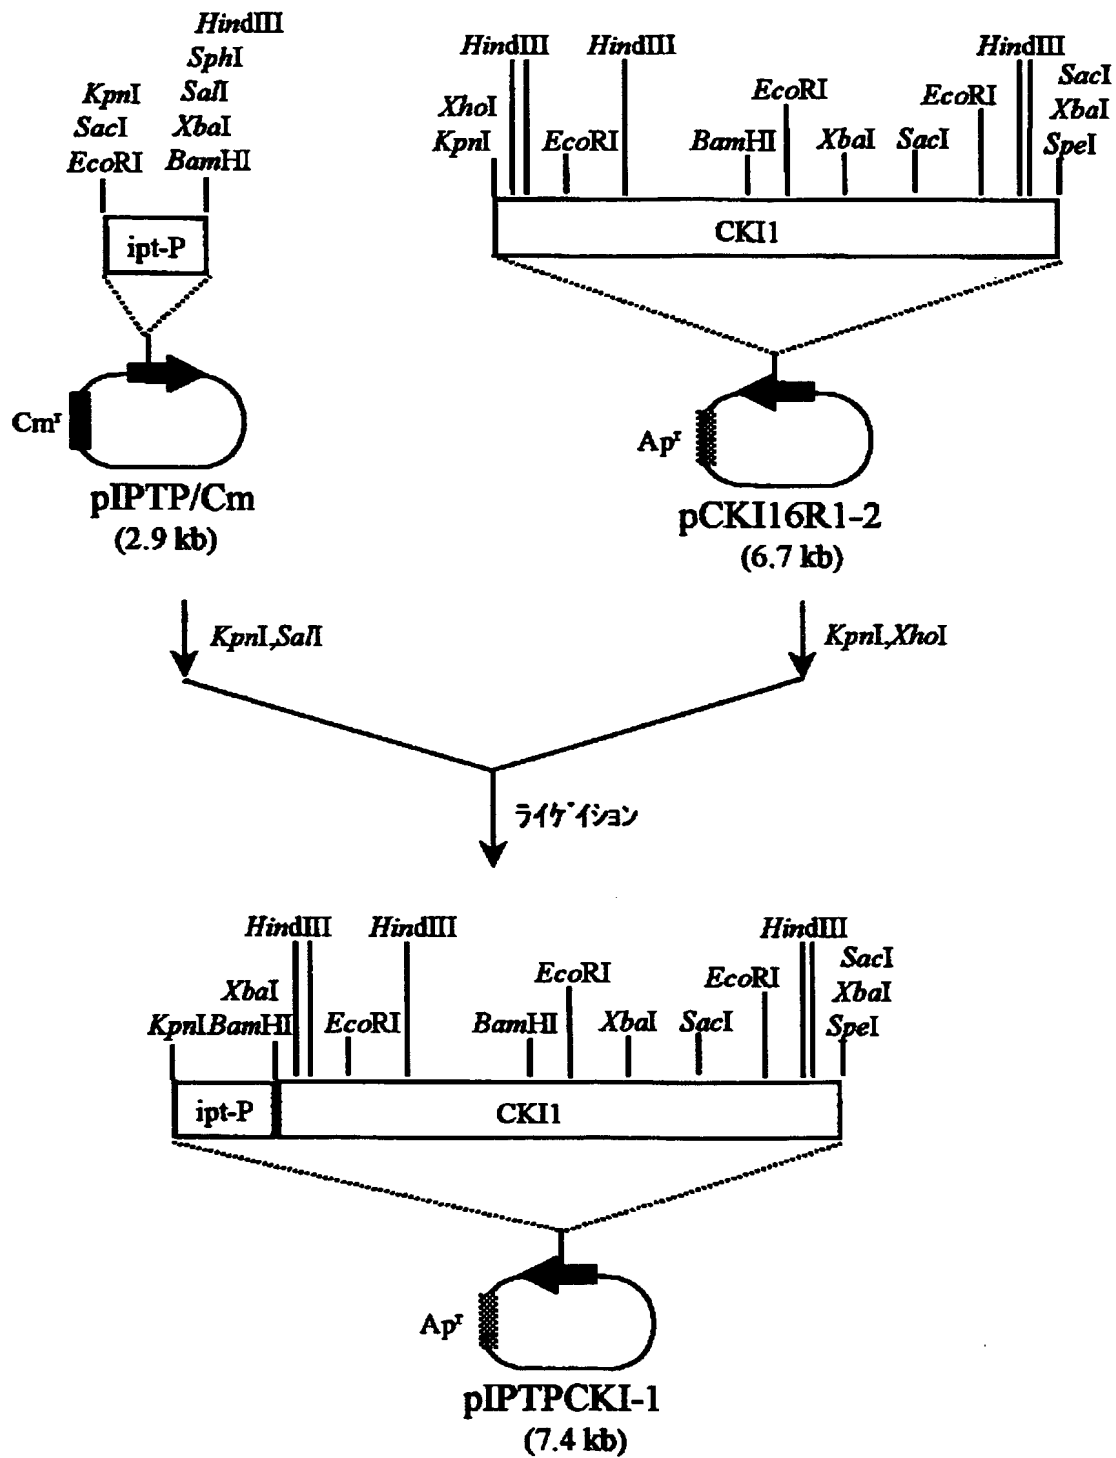 HindIII
SphI
KpnI SalI
SacI XbaI
EcoRI BamHI
ipt-P
Cmʳ
pIPTP/Cm
(2.9 kb)
HindIII HindIII HindIII
SacI
EcoRI EcoRI
XhoI XbaI
KpnI EcoRI BamHI XbaI SacI SpeI
CKI1
Apʳ
pCKI16R1-2
(6.7 kb)
KpnI,SalI
KpnI,XhoI
ライゲイション
HindIII HindIII HindIII
SacI
EcoRI EcoRI
XbaI XbaI
KpnI BamHI EcoRI BamHI XbaI SacI SpeI
ipt-P CKI1
Apʳ
pIPTPCKI-1
(7.4 kb)